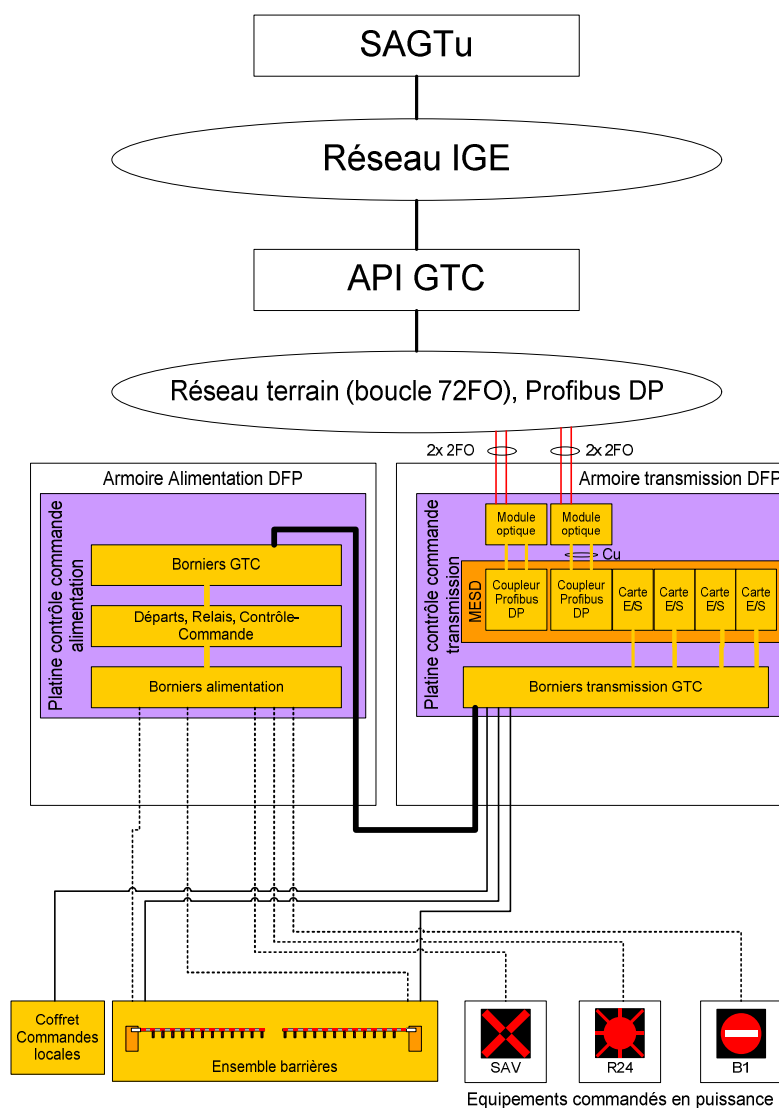 SAGTu
Réseau IGE
API GTC
Réseau terrain (boucle 72FO), Profibus DP
2x 2FO
2x 2FO
Armoire Alimentation DFP
Platine contrôle commande
alimentation
Borniers GTC
Départs, Relais, Contrôle-
Commande
Borniers alimentation
Armoire transmission DFP
Platine contrôle commande
transmission
Module
optique
Module
optique
Cu
MESD
Coupleur
Profibus
DP
Coupleur
Profibus
DP
Carte
E/S
Carte
E/S
Carte
E/S
Carte
E/S
Borniers transmission GTC
Coffret
Commandes
locales
Ensemble barrières
SAV
R24
B1
Equipements commandés en puissance